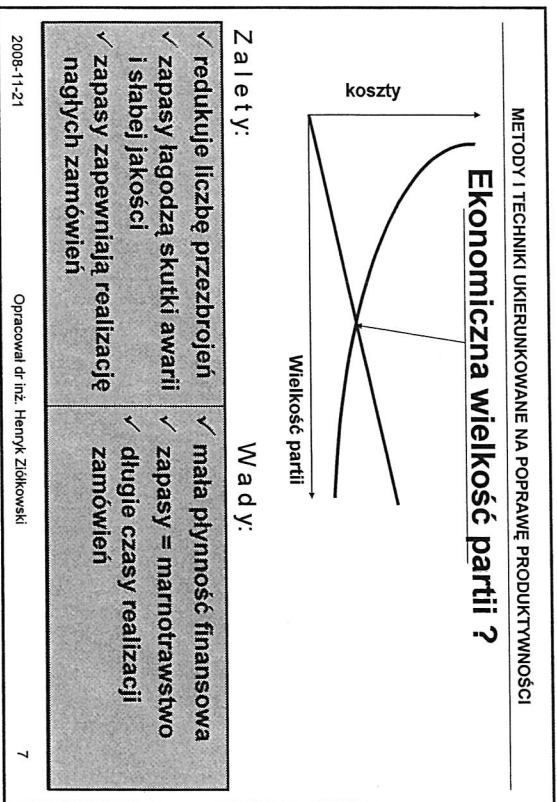 METODY I TECHNIKI UKIERUNKOWANE NA POPRAWĘ PRODUKTYWNOŚCI
Ekonomiczna wielkość partii ?
koszty
Wielkość partii
Zalety:
✓ redukuje liczbę przezbrojeń
✓ zapasy łagodzą skutki awarii
i słabej jakości
✓ zapasy zapewniają realizację
nagłych zamówień
Wady:
✓ mała płynność finansowa
✓ zapasy = marnotrawstwo
✓ długie czasy realizacji
zamówień
2008-11-21
Opracował dr inż. Henryk Ziółkowski
7